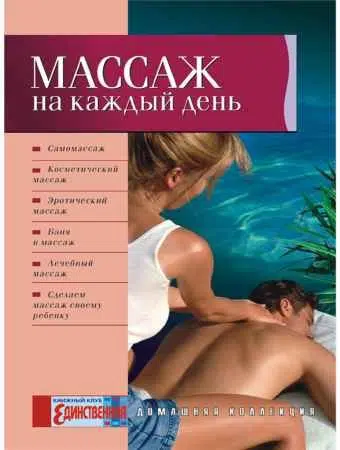 МАССАЖ
на каждый день
Самомассаж
Косметический
массаж
Эротический
массаж
Баня
и массаж
Лечебный
массаж
Сделаем
массаж своему
ребенку
КНИЖНЫЙ КЛУБ
ЕДИНСТВЕННАЯ
ДОМАШНЯЯ КОЛЛЕКЦИЯ